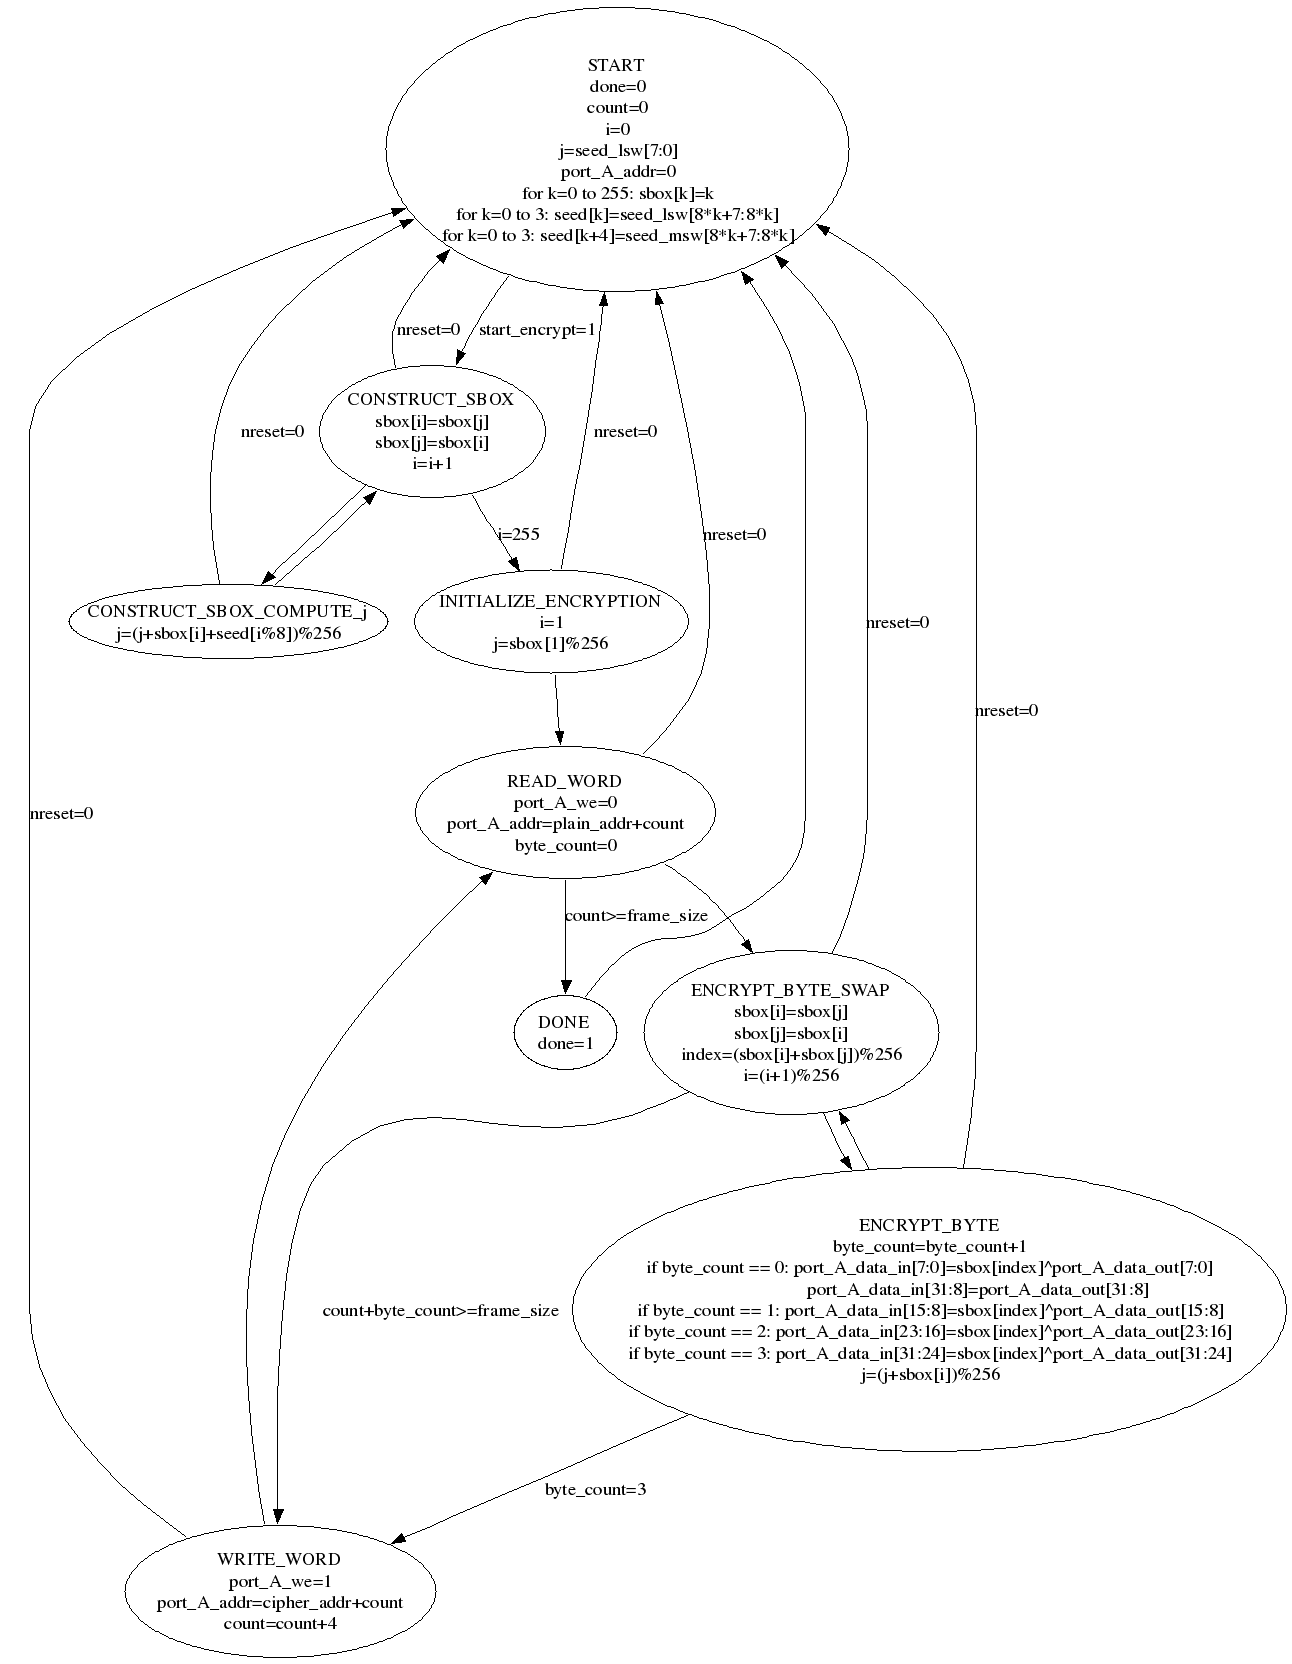 START
done=0
count=0
i=0
j=seed_lsw[7:0]
port_A_addr=0
for k=0 to 255: sbox[k]=k
for k=0 to 3: seed[k]=seed_lsw[8*k+7:8*k]
for k=0 to 3: seed[k+4]=seed_msw[8*k+7:8*k]
nreset=0
start_encrypt=1
CONSTRUCT_SBOX
sbox[i]=sbox[j]
sbox[j]=sbox[i]
i=i+1
nreset=0
nreset=0
i=255
nreset=0
CONSTRUCT_SBOX_COMPUTE_j
j=(j+sbox[i]+seed[i%8])%256
INITIALIZE_ENCRYPTION
i=1
j=sbox[1]%256
nreset=0
nreset=0
READ_WORD
port_A_we=0
port_A_addr=plain_addr+count
byte_count=0
nreset=0
count>=frame_size
DONE
done=1
ENCRYPT_BYTE_SWAP
sbox[i]=sbox[j]
sbox[j]=sbox[i]
index=(sbox[i]+sbox[j])%256
i=(i+1)%256
ENCRYPT_BYTE
byte_count=byte_count+1
if byte_count == 0: port_A_data_in[7:0]=sbox[index]^port_A_data_out[7:0]
port_A_data_in[31:8]=port_A_data_out[31:8]
if byte_count == 1: port_A_data_in[15:8]=sbox[index]^port_A_data_out[15:8]
if byte_count == 2: port_A_data_in[23:16]=sbox[index]^port_A_data_out[23:16]
if byte_count == 3: port_A_data_in[31:24]=sbox[index]^port_A_data_out[31:24]
j=(j+sbox[i])%256
count+byte_count>=frame_size
byte_count=3
WRITE_WORD
port_A_we=1
port_A_addr=cipher_addr+count
count=count+4